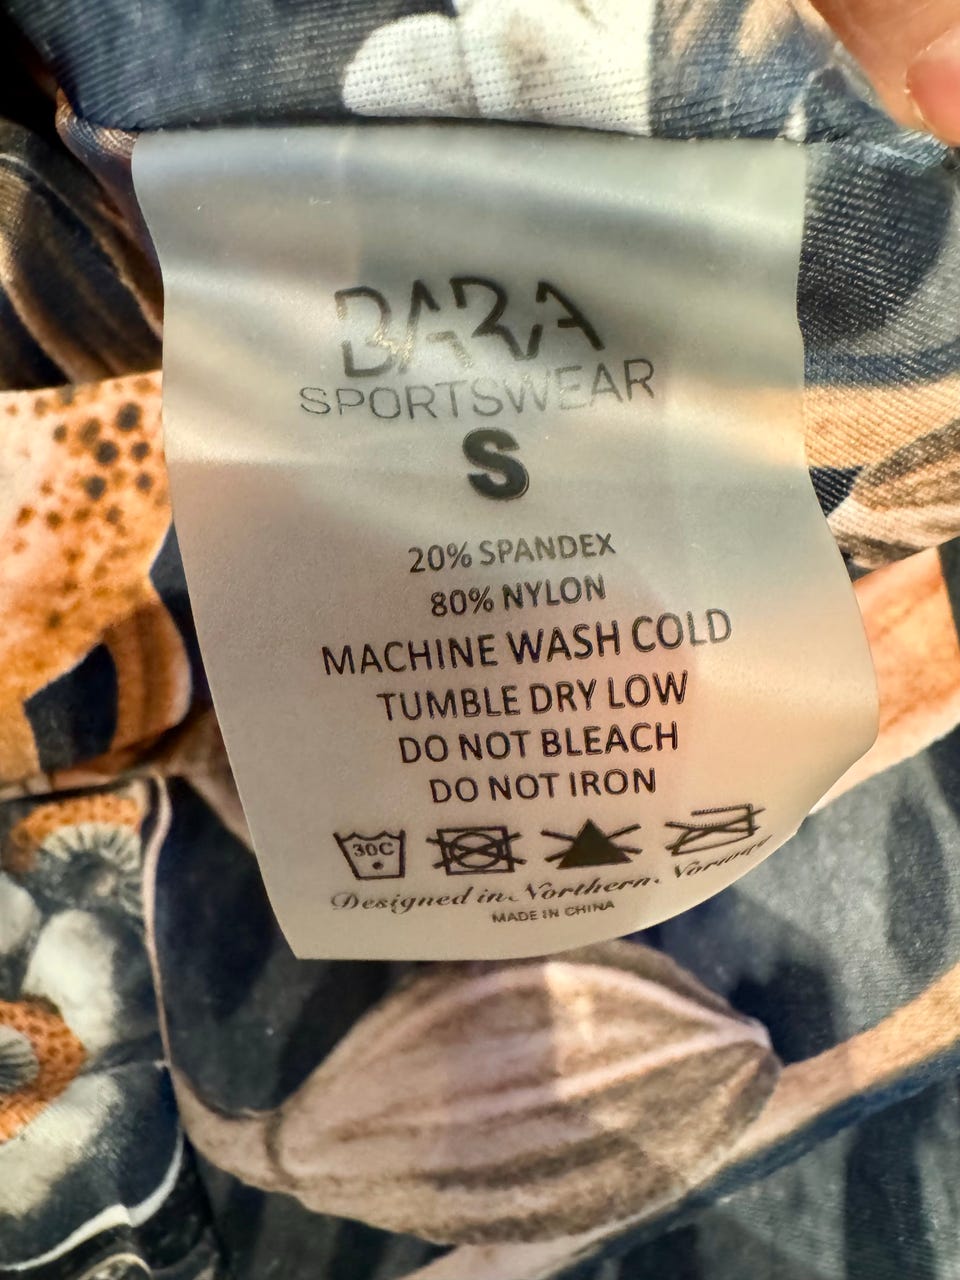 BARA
SPORTSWEAR
S
20% SPANDEX
80% NYLON
MACHINE WASH COLD
TUMBLE DRY LOW
DO NOT BLEACH
DO NOT IRON
30C
Designed in Northern Norway
MADE IN CHINA